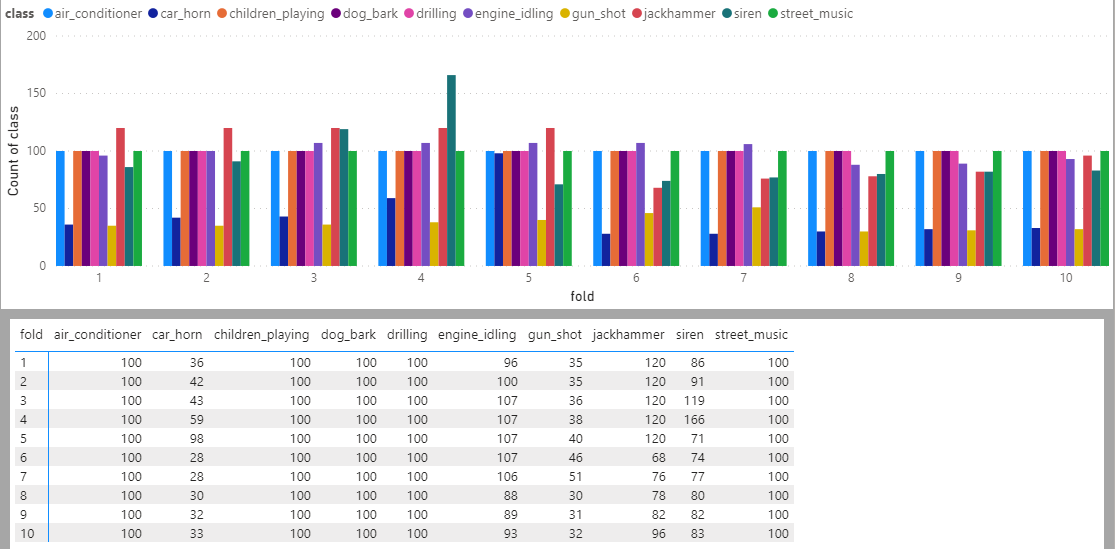 class air_conditioner car_horn children_playing dog_bark drilling engine_idling gun_shot jackhammer siren street_music
200
150
100
50
0
Count of class
1 2 3 4 5 6 7 8 9 10
fold
fold air_conditioner car_horn children_playing dog_bark drilling engine_idling gun_shot jackhammer siren street_music
1 100 36 100 100 100 96 35 120 86 100
2 100 42 100 100 100 100 35 120 91 100
3 100 43 100 100 100 107 36 120 119 100
4 100 59 100 100 100 107 38 120 166 100
5 100 98 100 100 100 107 40 120 71 100
6 100 28 100 100 100 107 46 68 74 100
7 100 28 100 100 100 106 51 76 77 100
8 100 30 100 100 100 88 30 78 80 100
9 100 32 100 100 100 89 31 82 82 100
10 100 33 100 100 100 93 32 96 83 100